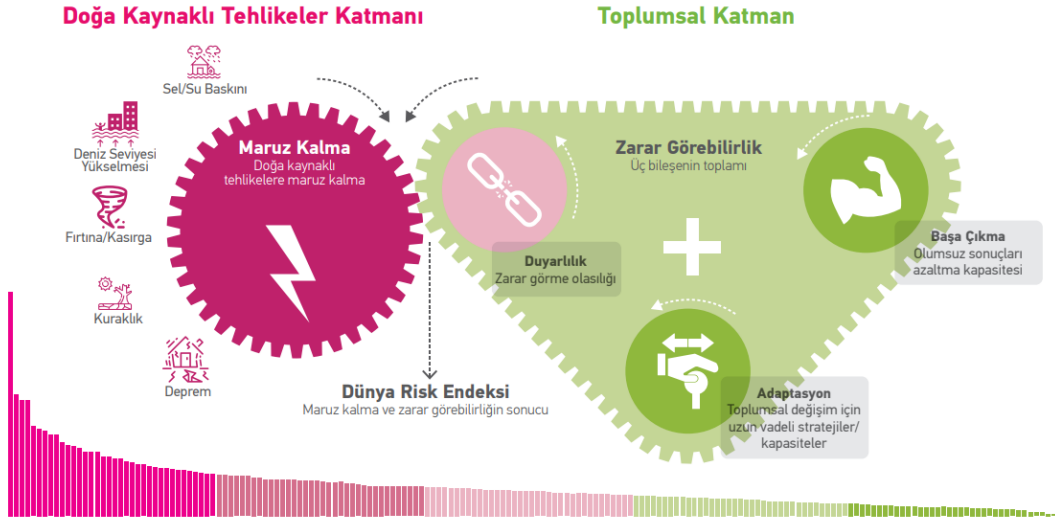 Doğa Kaynaklı Tehlikeler Katmanı
Toplumsal Katman
Sel/Su Baskını
Deniz Seviyesi
Yükselmesi
Fırtına/Kasırga
Kuraklık
Deprem
Maruz Kalma
Doğa kaynaklı
tehlikelere maruz kalma
Zarar Görebilirlik
Üç bileşenin toplamı
Duyarlılık
Zarar görme olasılığı
Başa Çıkma
Olumsuz sonuçları
azaltma kapasitesi
Adaptasyon
Toplumsal değişim için
uzun vadeli stratejiler/
kapasiteler
Dünya Risk Endeksi
Maruz kalma ve zarar görebilirliğin sonucu